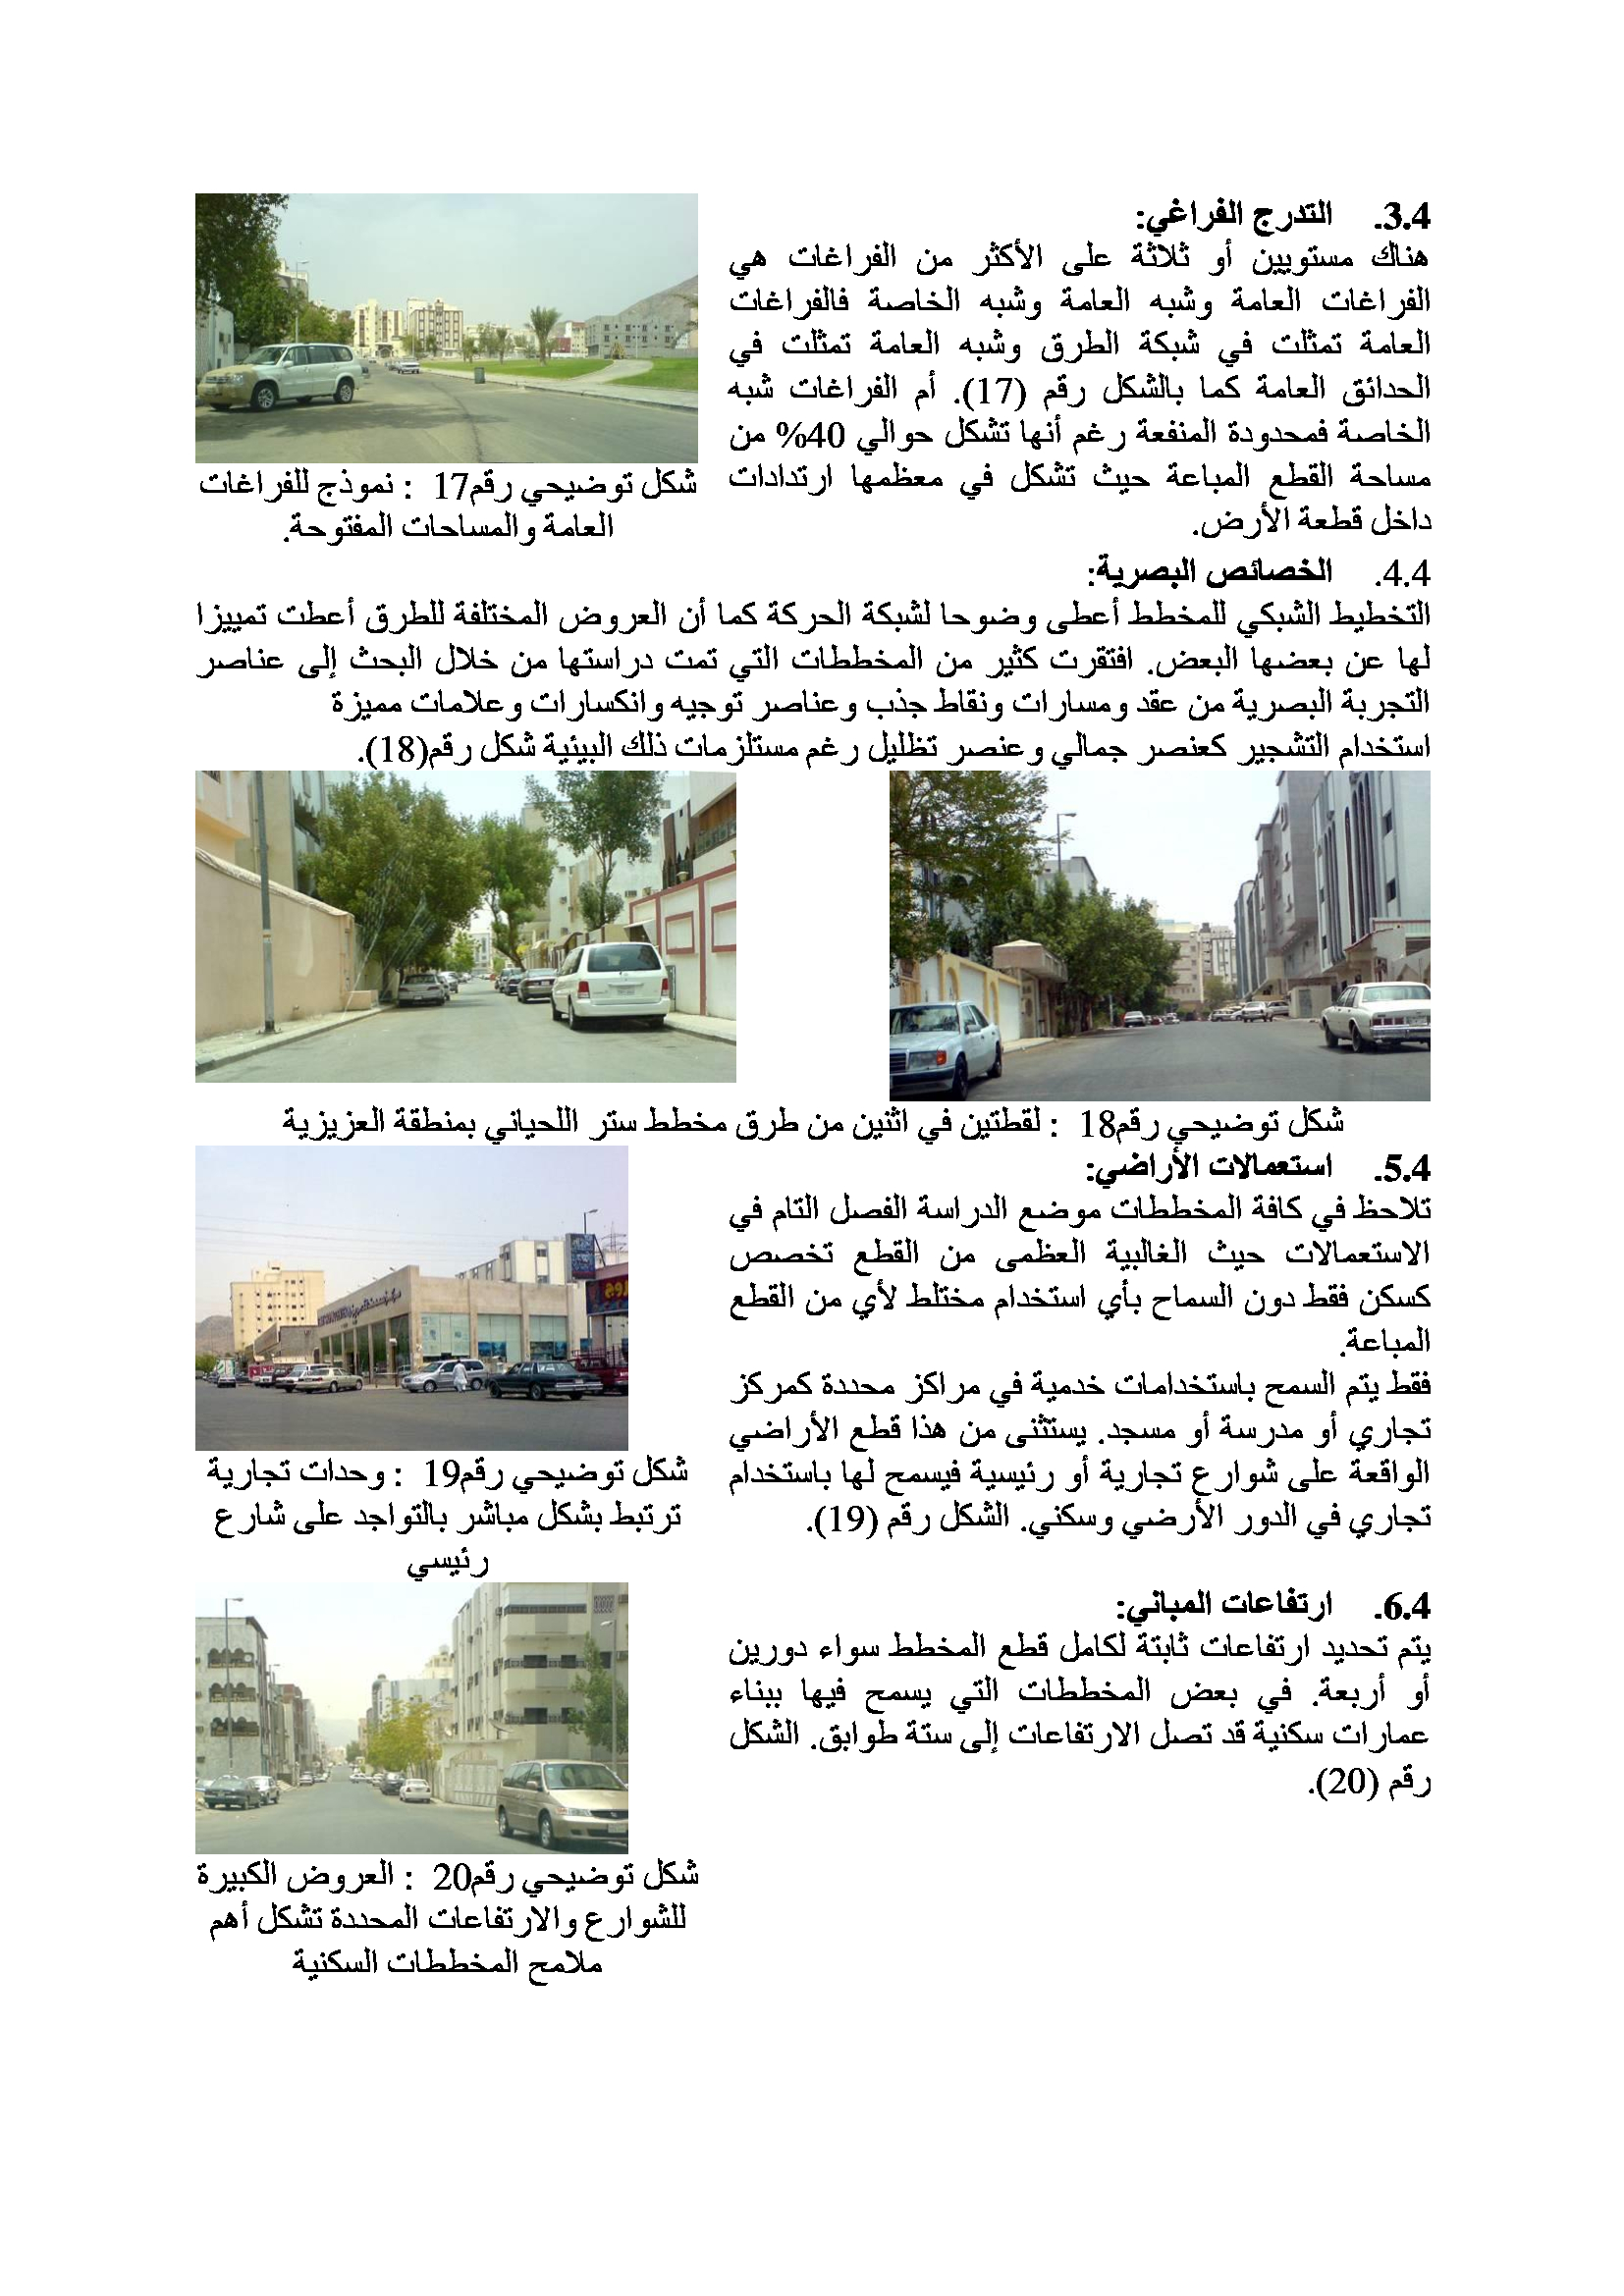 3.4. التدرج الفراغي:
هناك مستويين أو ثلاثة على الأكثر من الفراغات هي
الفراغات العامة وشبه العامة وشبه الخاصة فالفراغات
العامة تمثلت في شبكة الطرق وشبه العامة تمثلت في
الحدائق العامة كما بالشكل رقم (17). أم الفراغات شبه
الخاصة فمحدودة المنفعة رغم أنها تشكل حوالي 40% من
مساحة القطع المباعة حيث تشكل في معظمها ارتدادات
داخل قطعة الأرض.
شكل توضيحي رقم17 : نموذج للفراغات
العامة والمساحات المفتوحة.
4.4. الخصائص البصرية:
التخطيط الشبكي للمخطط أعطى وضوحا لشبكة الحركة كما أن العروض المختلفة للطرق أعطت تمييزا
لها عن بعضها البعض. افتقرت كثير من المخططات التي تمت دراستها من خلال البحث إلى عناصر
التجربة البصرية من عقد ومسارات ونقاط جذب وعناصر توجيه وانكسارات وعلامات مميزة
استخدام التشجير كعنصر جمالي وعنصر تظليل رغم مستلزمات ذلك البيئية شكل رقم(18).
شكل توضيحي رقم18 : لقطتين في اثنين من طرق مخطط ستر اللحياني بمنطقة العزيزية
5.4. استعمالات الأراضي:
تلاحظ في كافة المخططات موضع الدراسة الفصل التام في
الاستعمالات حيث الغالبية العظمى من القطع تخصص
كسكن فقط دون السماح بأي استخدام مختلط لأي من القطع
المباعة.
فقط يتم السمح باستخدامات خدمية في مراكز محددة كمركز
تجاري أو مدرسة أو مسجد. يستثنى من هذا قطع الأراضي
الواقعة على شوارع تجارية أو رئيسية فيسمح لها باستخدام
تجاري في الدور الأرضي وسكني. الشكل رقم (19).
شكل توضيحي رقم19 : وحدات تجارية
ترتبط بشكل مباشر بالتواجد على شارع
رئيسي
6.4. ارتفاعات المباني:
يتم تحديد ارتفاعات ثابتة لكامل قطع المخطط سواء دورين
أو أربعة. في بعض المخططات التي يسمح فيها ببناء
عمارات سكنية قد تصل الارتفاعات إلى ستة طوابق. الشكل
رقم (20).
شكل توضيحي رقم20 : العروض الكبيرة
للشوارع والارتفاعات المحددة تشكل أهم
ملامح المخططات السكنية